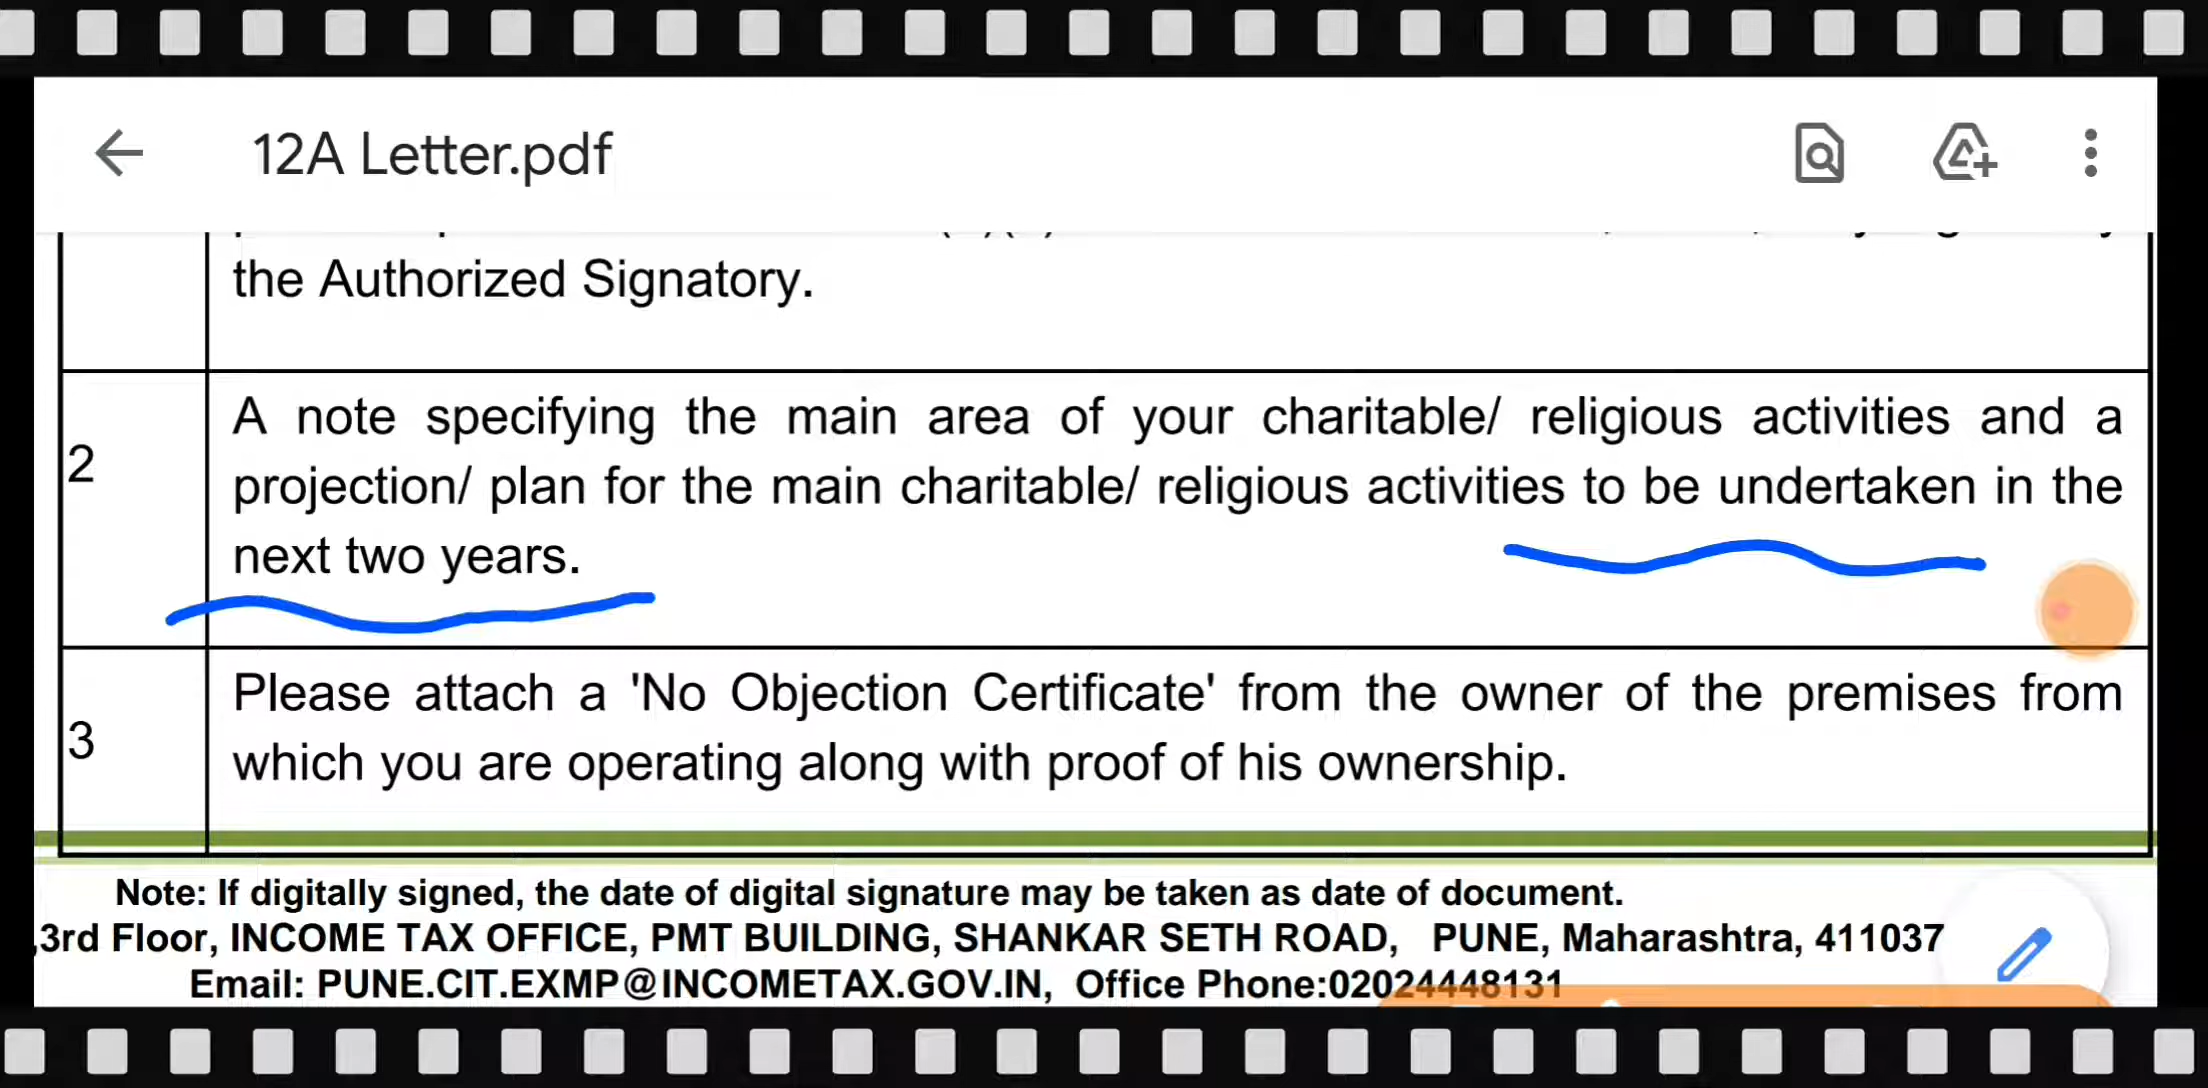 12A Letter.pdf
the Authorized Signatory.
2
A note specifying the main area of your charitable/ religious activities and a
projection/ plan for the main charitable/ religious activities to be undertaken in the
next two years.
3
Please attach a 'No Objection Certificate' from the owner of the premises from
which you are operating along with proof of his ownership.
Note: If digitally signed, the date of digital signature may be taken as date of document.
,3rd Floor, INCOME TAX OFFICE, PMT BUILDING, SHANKAR SETH ROAD, PUNE, Maharashtra, 411037
Email: PUNE.CIT.EXMP@INCOMETAX.GOV.IN, Office Phone:02024448131